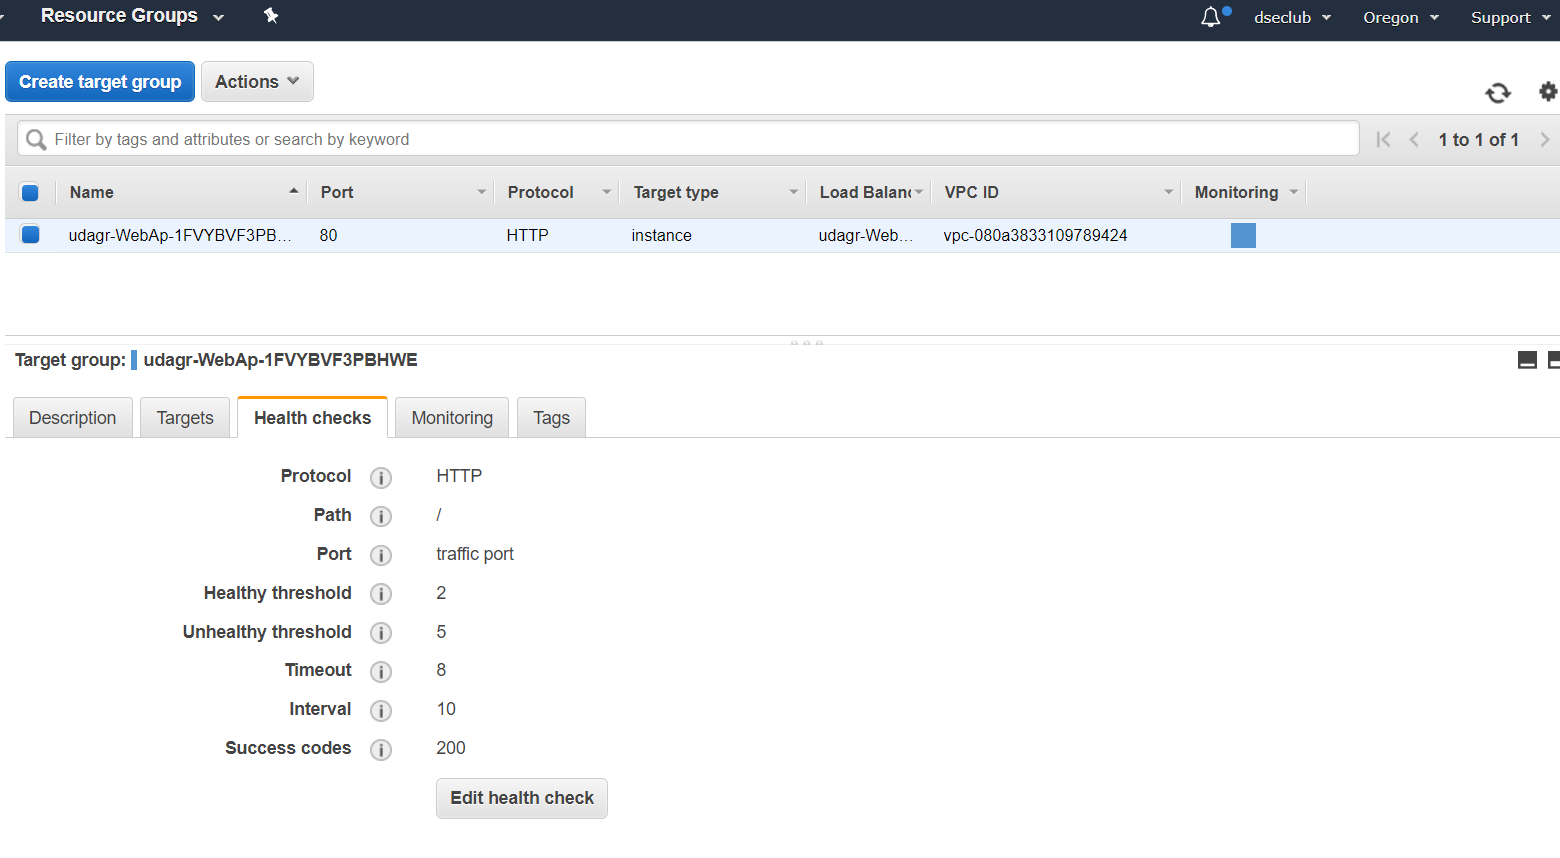 Resource Groups dseclub Oregon Support
Create target group Actions
Filter by tags and attributes or search by keyword 1 to 1 of 1
Name Port Protocol Target type Load Balanc VPC ID Monitoring
udagr-WebAp-1FVYBVF3PB... 80 HTTP instance udagr-Web... vpc-080a3833109789424
Target group: udagr-WebAp-1FVYBVF3PBHWE
Description Targets Health checks Monitoring Tags
Protocol i HTTP
Path i /
Port i traffic port
Healthy threshold i 2
Unhealthy threshold i 5
Timeout i 8
Interval i 10
Success codes i 200
Edit health check